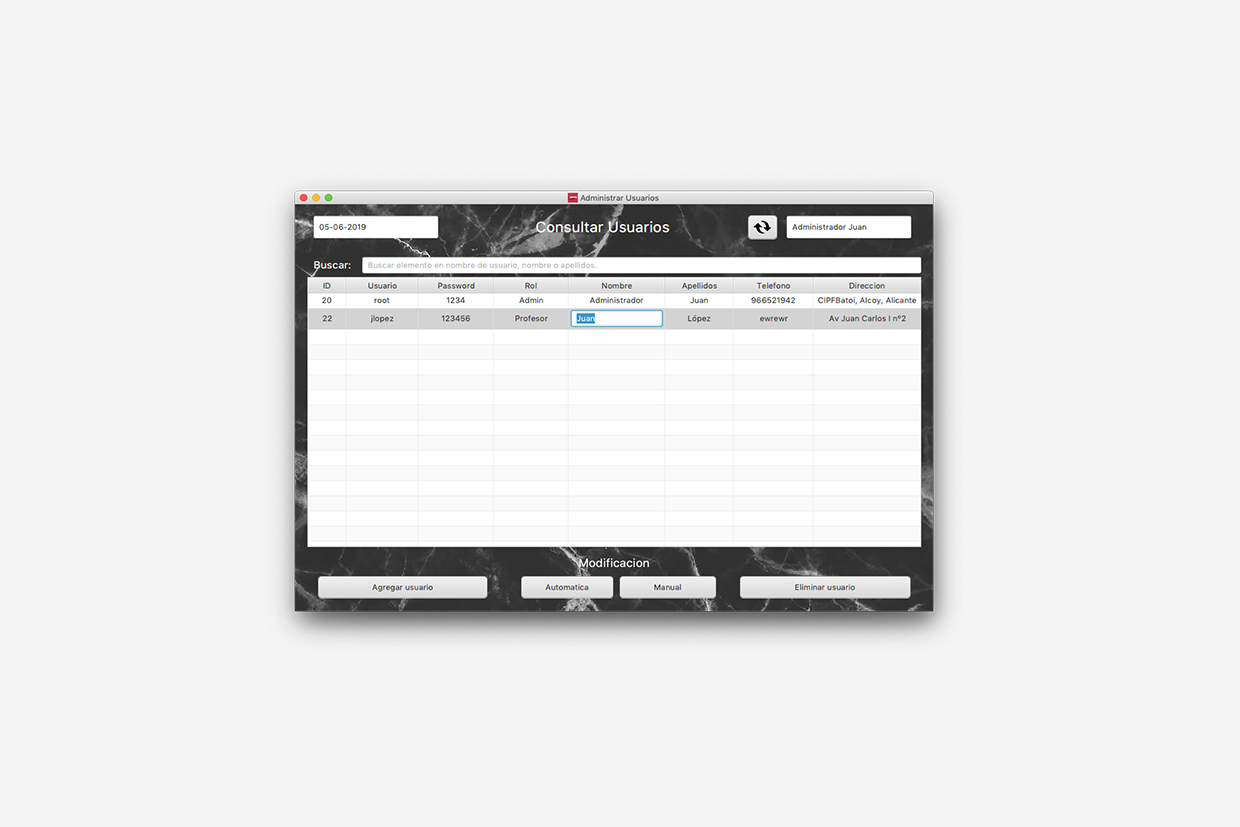 Administrar Usuarios
05-06-2019
Consultar Usuarios
Administrador Juan
Buscar: Buscar elemento en nombre de usuario, nombre o apellidos.
ID Usuario Password Rol Nombre Apellidos Telefono Direccion
20 root 1234 Admin Administrador Juan 966521942 CIPFBatoi, Alcoy, Alicante
22 jlopez 123456 Profesor Juan López ewrewr Av Juan Carlos I nº2
Modificacion
Agregar usuario Automatica Manual Eliminar usuario